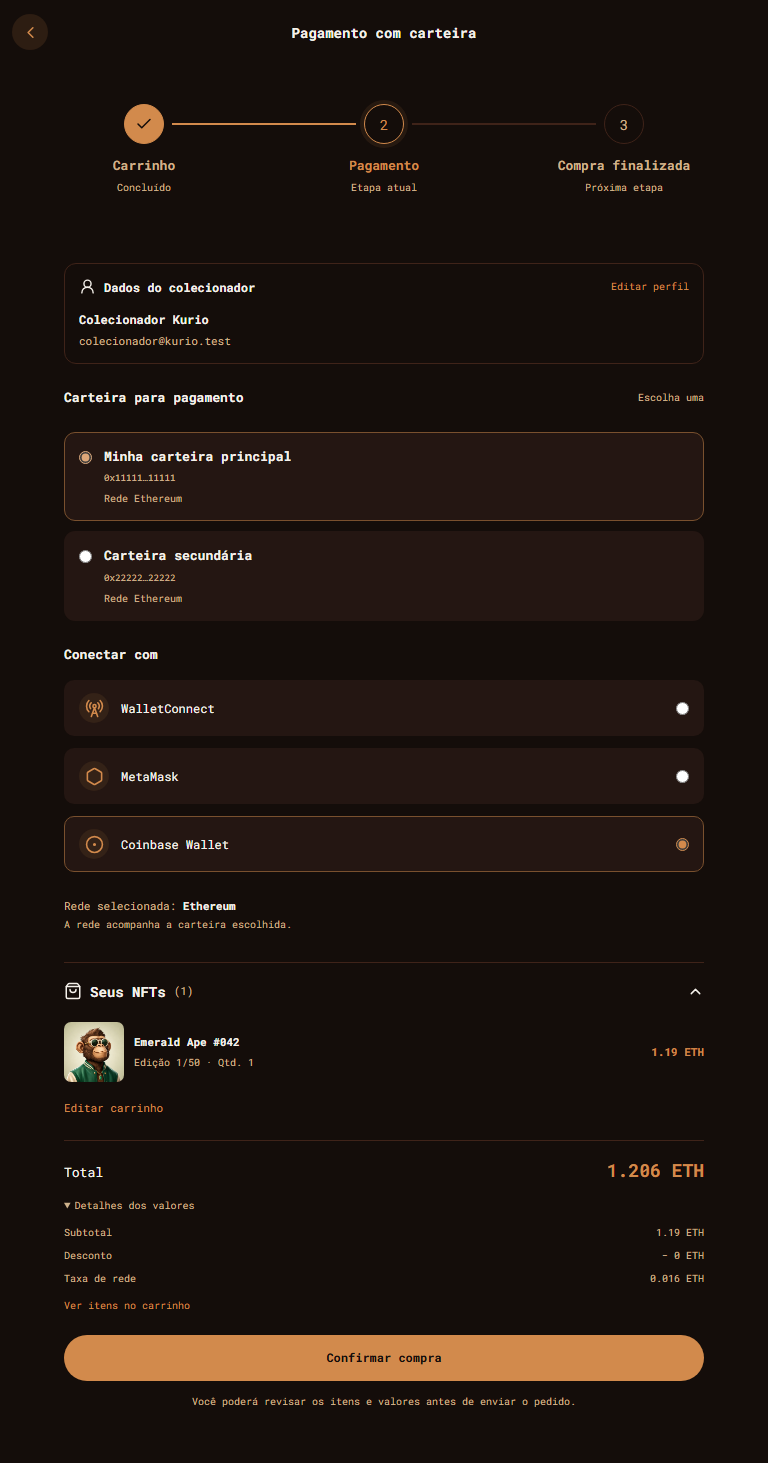 Pagamento com carteira
2
3
Carrinho
Pagamento
Compra finalizada
Concluído
Etapa atual
Próxima etapa
Dados do colecionador
Editar perfil
Colecionador Kurio
colecionador@kurio.test
Carteira para pagamento
Escolha uma
Minha carteira principal
0x11111…11111
Rede Ethereum
Carteira secundária
0x22222…22222
Rede Ethereum
Conectar com
WalletConnect
MetaMask
Coinbase Wallet
Rede selecionada: Ethereum
A rede acompanha a carteira escolhida.
Seus NFTs (1)
Emerald Ape #042
Edição 1/50 · Qtd. 1
1.19 ETH
Editar carrinho
Total
1.206 ETH
▼ Detalhes dos valores
Subtotal
1.19 ETH
Desconto
− 0 ETH
Taxa de rede
0.016 ETH
Ver itens no carrinho
Confirmar compra
Você poderá revisar os itens e valores antes de enviar o pedido.